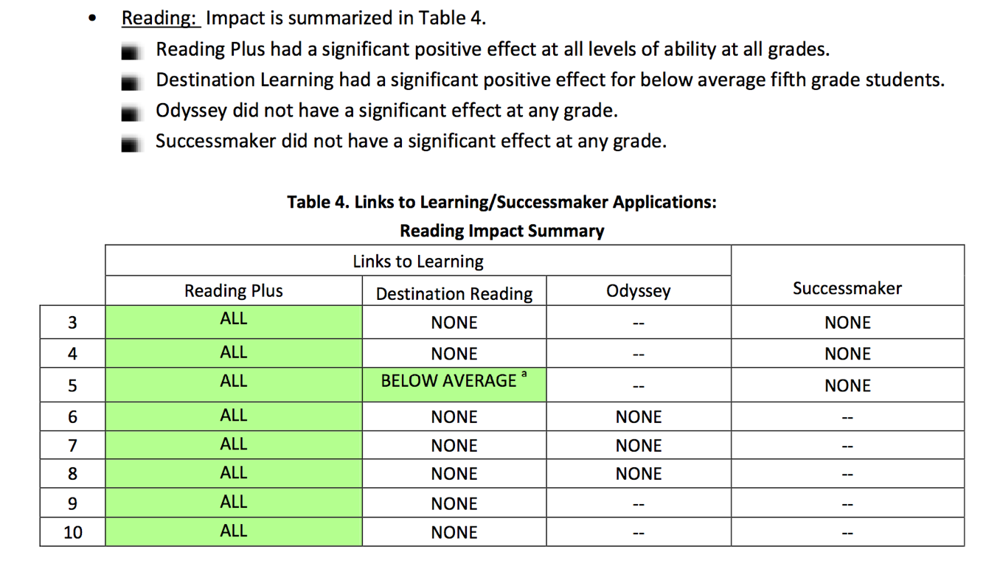 • Reading: Impact is summarized in Table 4.
Reading Plus had a significant positive effect at all levels of ability at all grades.
Destination Learning had a significant positive effect for below average fifth grade students.
Odyssey did not have a significant effect at any grade.
Successmaker did not have a significant effect at any grade.
Table 4. Links to Learning/Successmaker Applications:
Reading Impact Summary
Links to Learning Successmaker
Reading Plus Destination Reading Odyssey
3 ALL NONE -- NONE
4 ALL NONE -- NONE
5 ALL BELOW AVERAGE a -- NONE
6 ALL NONE NONE --
7 ALL NONE NONE --
8 ALL NONE NONE --
9 ALL NONE -- --
10 ALL NONE -- --